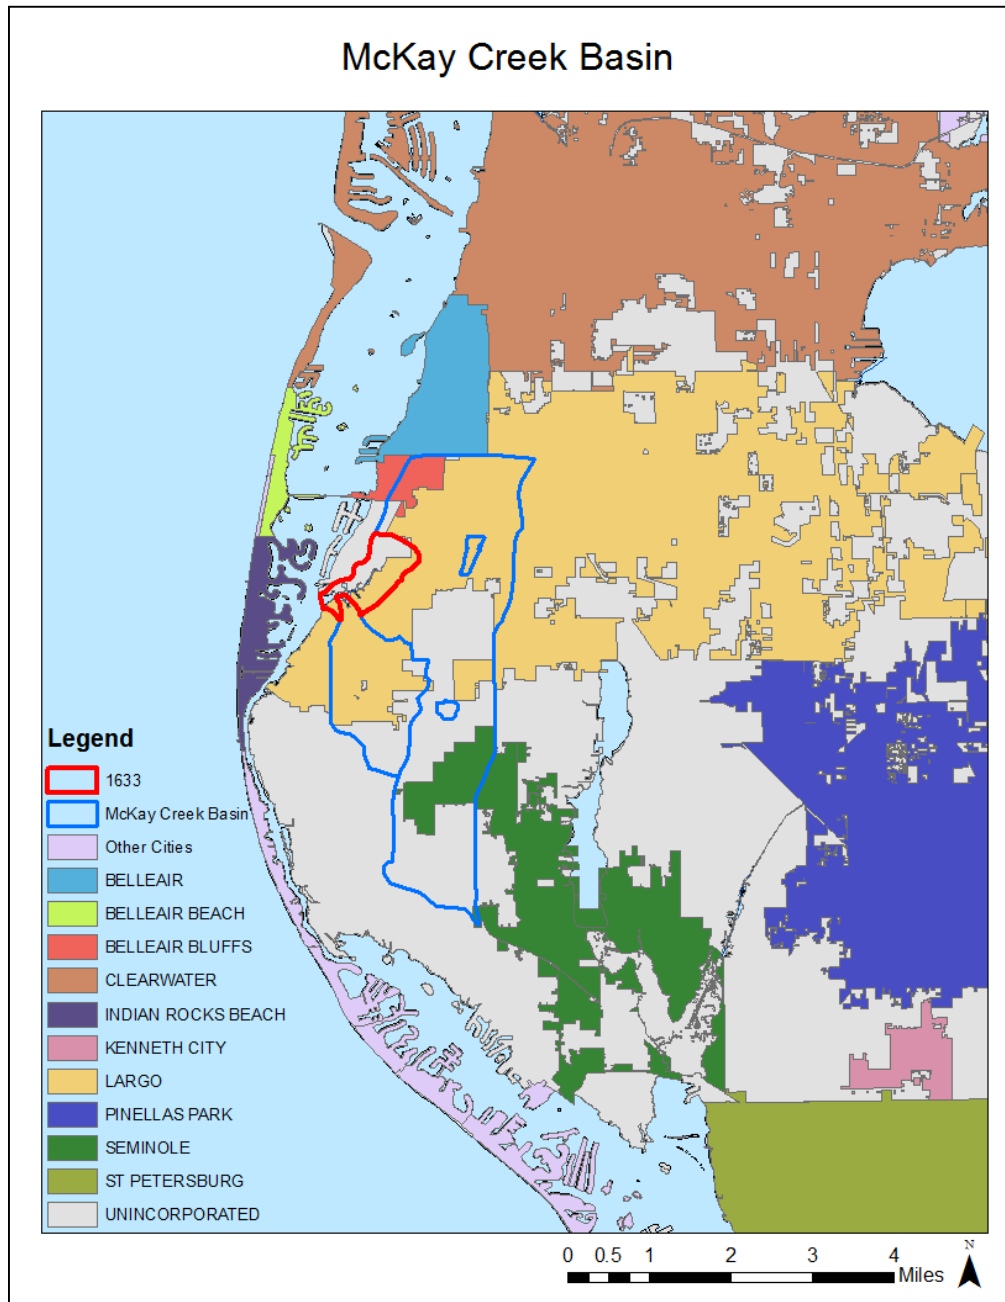 McKay Creek Basin
Legend
1633
McKay Creek Basin
Other Cities
BELLEAIR
BELLEAIR BEACH
BELLEAIR BLUFFS
CLEARWATER
INDIAN ROCKS BEACH
KENNETH CITY
LARGO
PINELLAS PARK
SEMINOLE
ST PETERSBURG
UNINCORPORATED
0 0.5 1 2 3 4
Miles
N